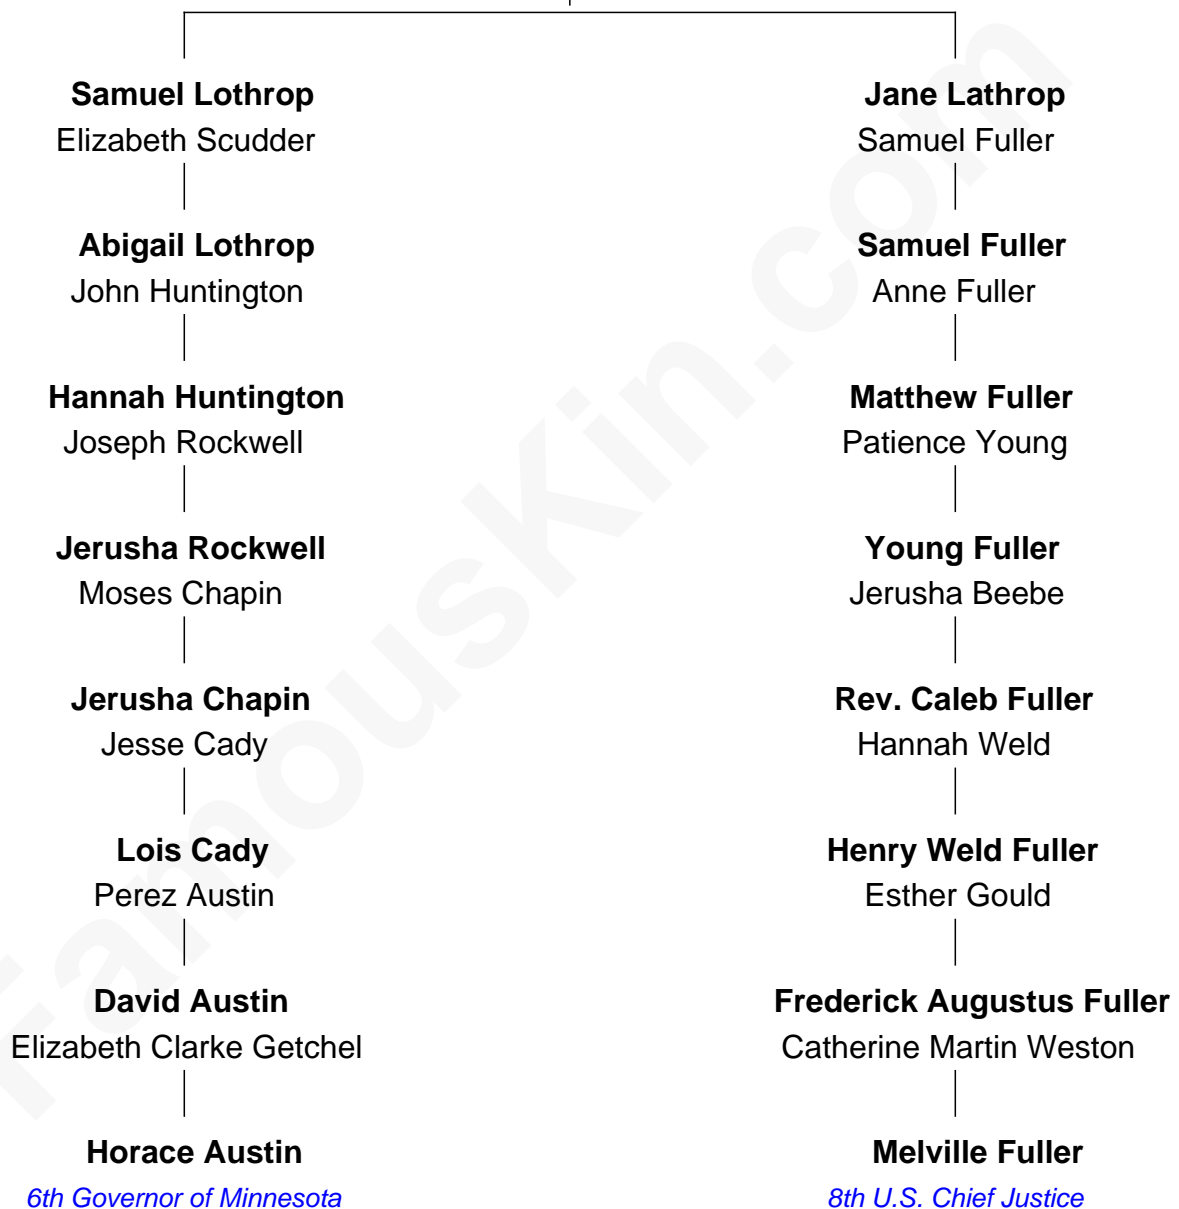 Samuel Lothrop
Elizabeth Scudder
Jane Lathrop
Samuel Fuller
Abigail Lothrop
John Huntington
Samuel Fuller
Anne Fuller
Hannah Huntington
Joseph Rockwell
Matthew Fuller
Patience Young
Jerusha Rockwell
Moses Chapin
Young Fuller
Jerusha Beebe
Jerusha Chapin
Jesse Cady
Rev. Caleb Fuller
Hannah Weld
Lois Cady
Perez Austin
Henry Weld Fuller
Esther Gould
David Austin
Elizabeth Clarke Getchel
Frederick Augustus Fuller
Catherine Martin Weston
Horace Austin
6th Governor of Minnesota
Melville Fuller
8th U.S. Chief Justice
FamousKin.com